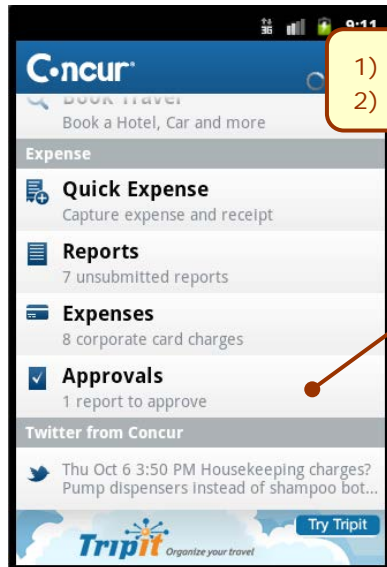 3G 9:11
C•ncur
1)
2)
Book Travel
Book a Hotel, Car and more
Expense
Quick Expense
Capture expense and receipt
Reports
7 unsubmitted reports
Expenses
8 corporate card charges
Approvals
1 report to approve
Twitter from Concur
Thu Oct 6 3:50 PM Housekeeping charges?
Pump dispensers instead of shampoo bot...
Try Tripit
TripIt Organize your travel